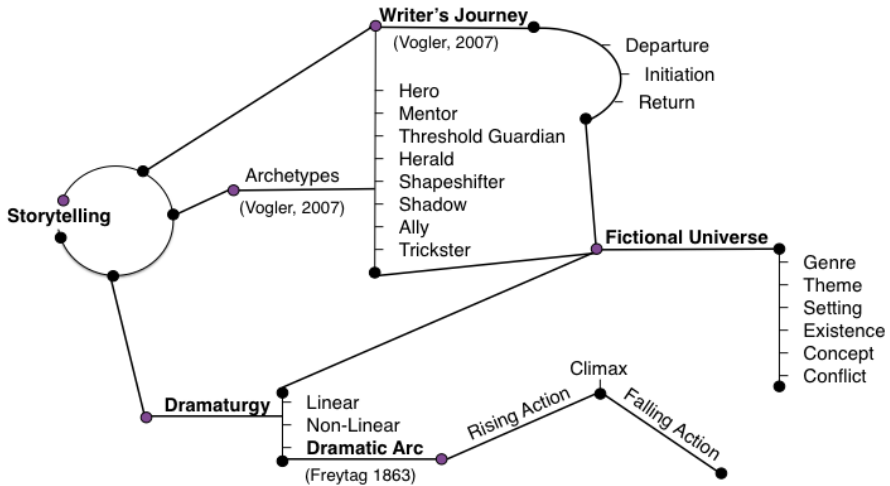 Writer's Journey
(Vogler, 2007)
Departure
Initiation
Return
Hero
Mentor
Threshold Guardian
Herald
Shapeshifter
Shadow
Ally
Trickster
Archetypes
(Vogler, 2007)
Storytelling
Fictional Universe
Genre
Theme
Setting
Existence
Concept
Conflict
Dramaturgy
Linear
Non-Linear
Dramatic Arc
(Freytag 1863)
Rising Action
Climax
Falling Action